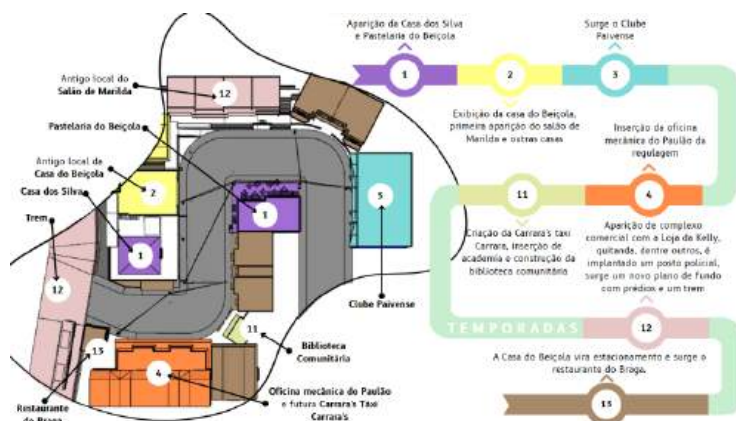 Aparição da Casa dos Silva
e Pastelaria do Beiçola
Surge o Clube
Paivense
1
2
3
Exibição da casa do Beiçola,
primeira aparição do salão de
Marilda e outras casas
Inserção da oficina
mecânica do Paulão da
regulagem
11
4
Criação da Carrara's taxi
Carrara, inserção de
academia e construção da
biblioteca comunitária
Aparição de complexo
comercial com a Loja da Kelly,
quitanda, dentre outros, é
implantado um posto policial,
surge um novo plano de fundo
com prédios e um trem
TEMPORADAS
12
A Casa do Beiçola vira estacionamento e surge o
restaurante do Braga.
13
Antigo local do
Salão de Marilda
12
Pastelaria do Beiçola
Antigo local da
Casa do Beiçola
2
1
3
Casa dos Silva
1
Trem
12
Clube Paivense
11
Biblioteca
Comunitária
13
4
Restaurante
do Braga
Oficina mecânica do Paulão
e futura Carrara's Táxi
Carrara's